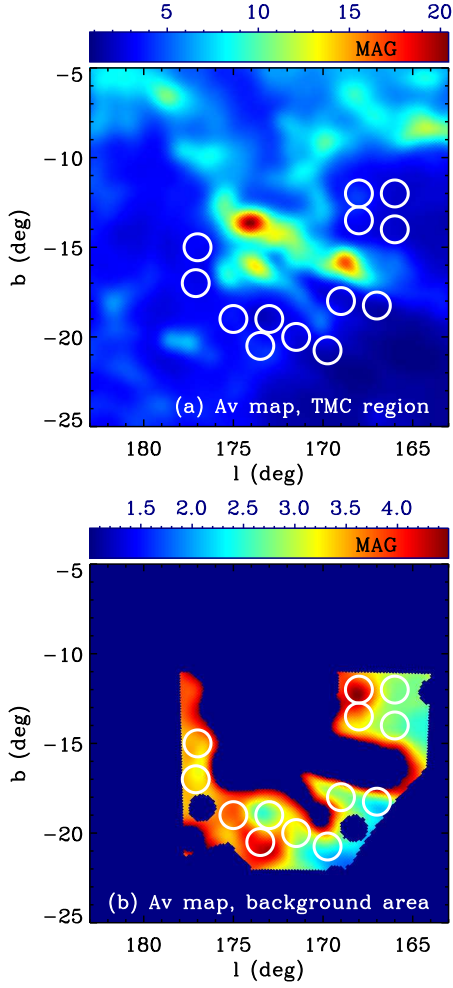 5 10 15 20
MAG
-5
-10
-15
-20
-25
b (deg)
(a) Av map, TMC region
180 175 170 165
l (deg)
1.5 2.0 2.5 3.0 3.5 4.0
MAG
-5
-10
-15
-20
-25
b (deg)
(b) Av map, background area
180 175 170 165
l (deg)